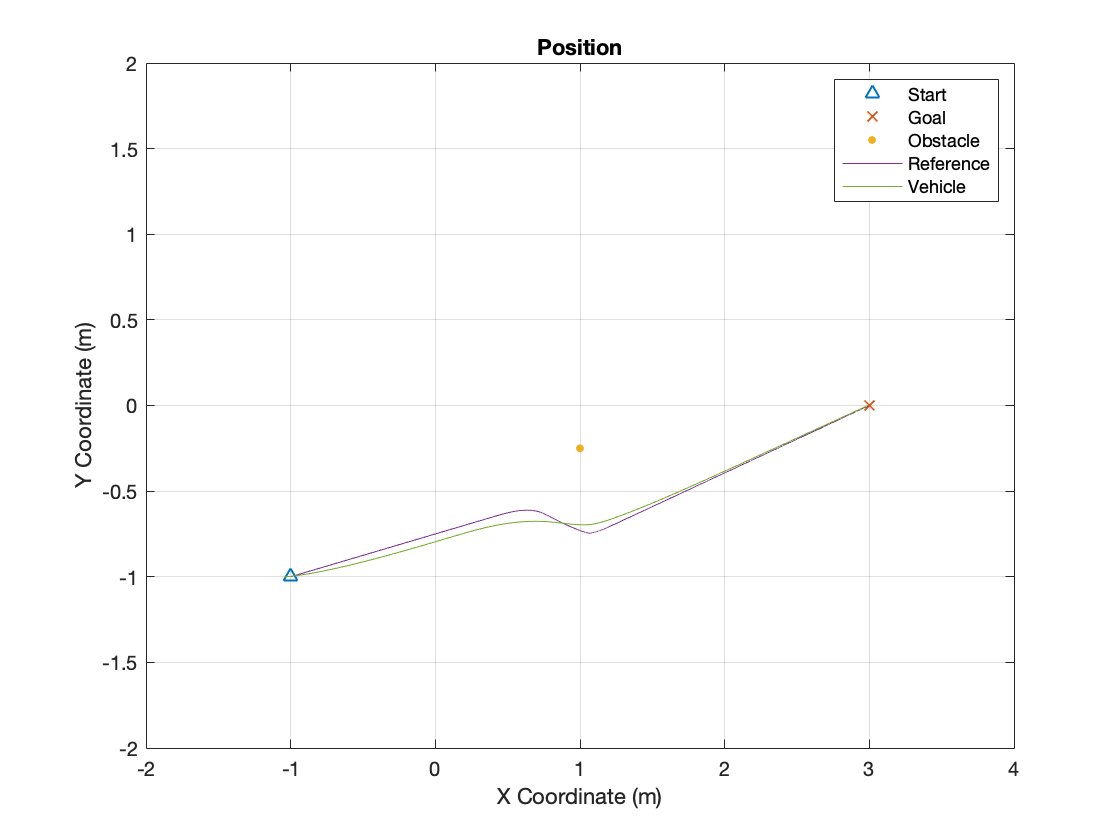 Position
2
1.5
1
0.5
0
-0.5
-1
-1.5
-2
Y Coordinate (m)
Start
Goal
Obstacle
Reference
Vehicle
-2 -1 0 1 2 3 4
X Coordinate (m)